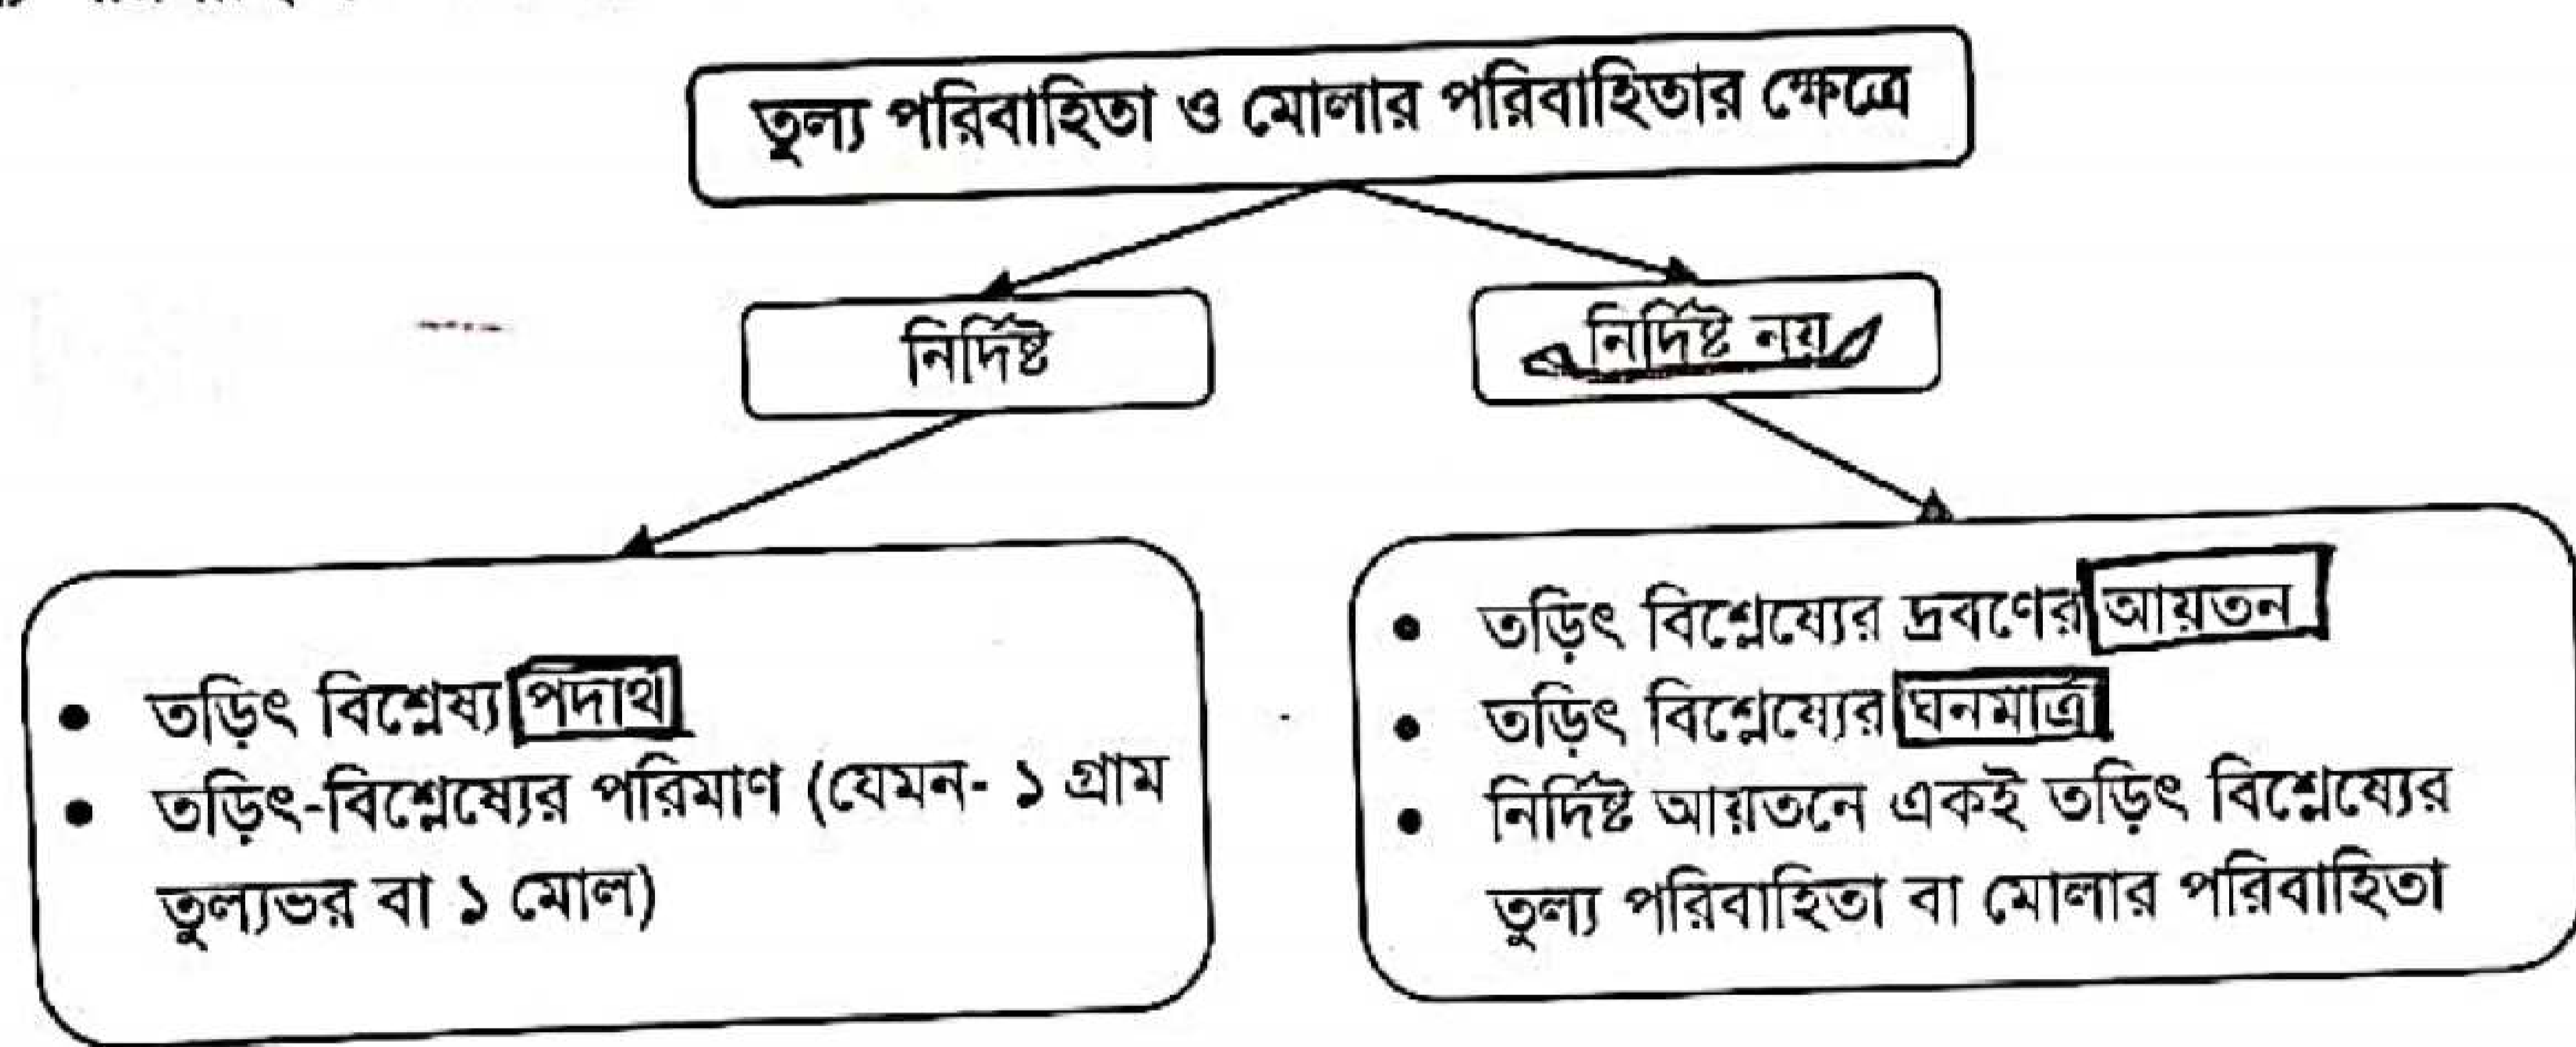 তুল্য পরিবাহিতা ও মোলার পরিবাহিতার ক্ষেত্রে
নির্দিষ্ট
নির্দিষ্ট নয়
তড়িৎ বিশ্লেষ্য পদার্থ
তড়িৎ-বিশ্লেষ্যের পরিমাণ (যেমন- ১ গ্রাম
তুল্যভর বা ১ মোল)
তড়িৎ বিশ্লেষ্যের দ্রবণের আয়তন
তড়িৎ বিশ্লেষ্যের ঘনমাত্রা
নির্দিষ্ট আয়তনে একই তড়িৎ বিশ্লেষ্যের
তুল্য পরিবাহিতা বা মোলার পরিবাহিতা